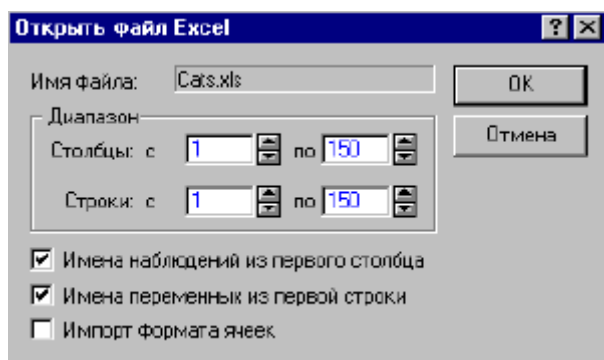 Открыть файл Excel
Имя файла: Cats.xls
OK
Диапазон
Отмена
Столбцы: с 1 по 150
Строки: с 1 по 150
Имена наблюдений из первого столбца
Имена переменных из первой строки
Импорт формата ячеек